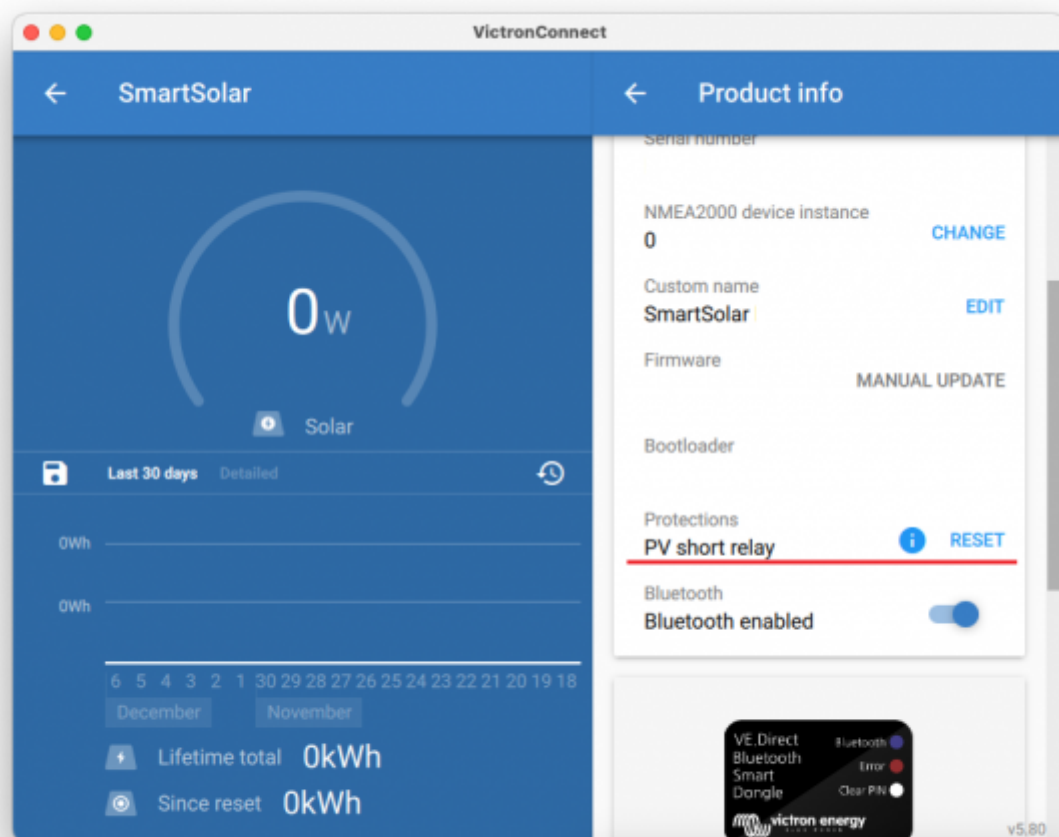 VictronConnect
SmartSolar
0W
Solar
Last 30 days Detailed
0Wh
0Wh
6 5 4 3 2 1 30 29 28 27 26 25 24 23 22 21 20 19 18
December November
Lifetime total 0kWh
Since reset 0kWh
Product info
Serial number
NMEA2000 device instance
0 CHANGE
Custom name
SmartSolar EDIT
Firmware
MANUAL UPDATE
Bootloader
Protections
PV short relay RESET
Bluetooth
Bluetooth enabled
VE.Direct
Bluetooth
Smart
Dongle
Bluetooth
Error
Clear PIN
victron energy
BLUE POWER
v5.80